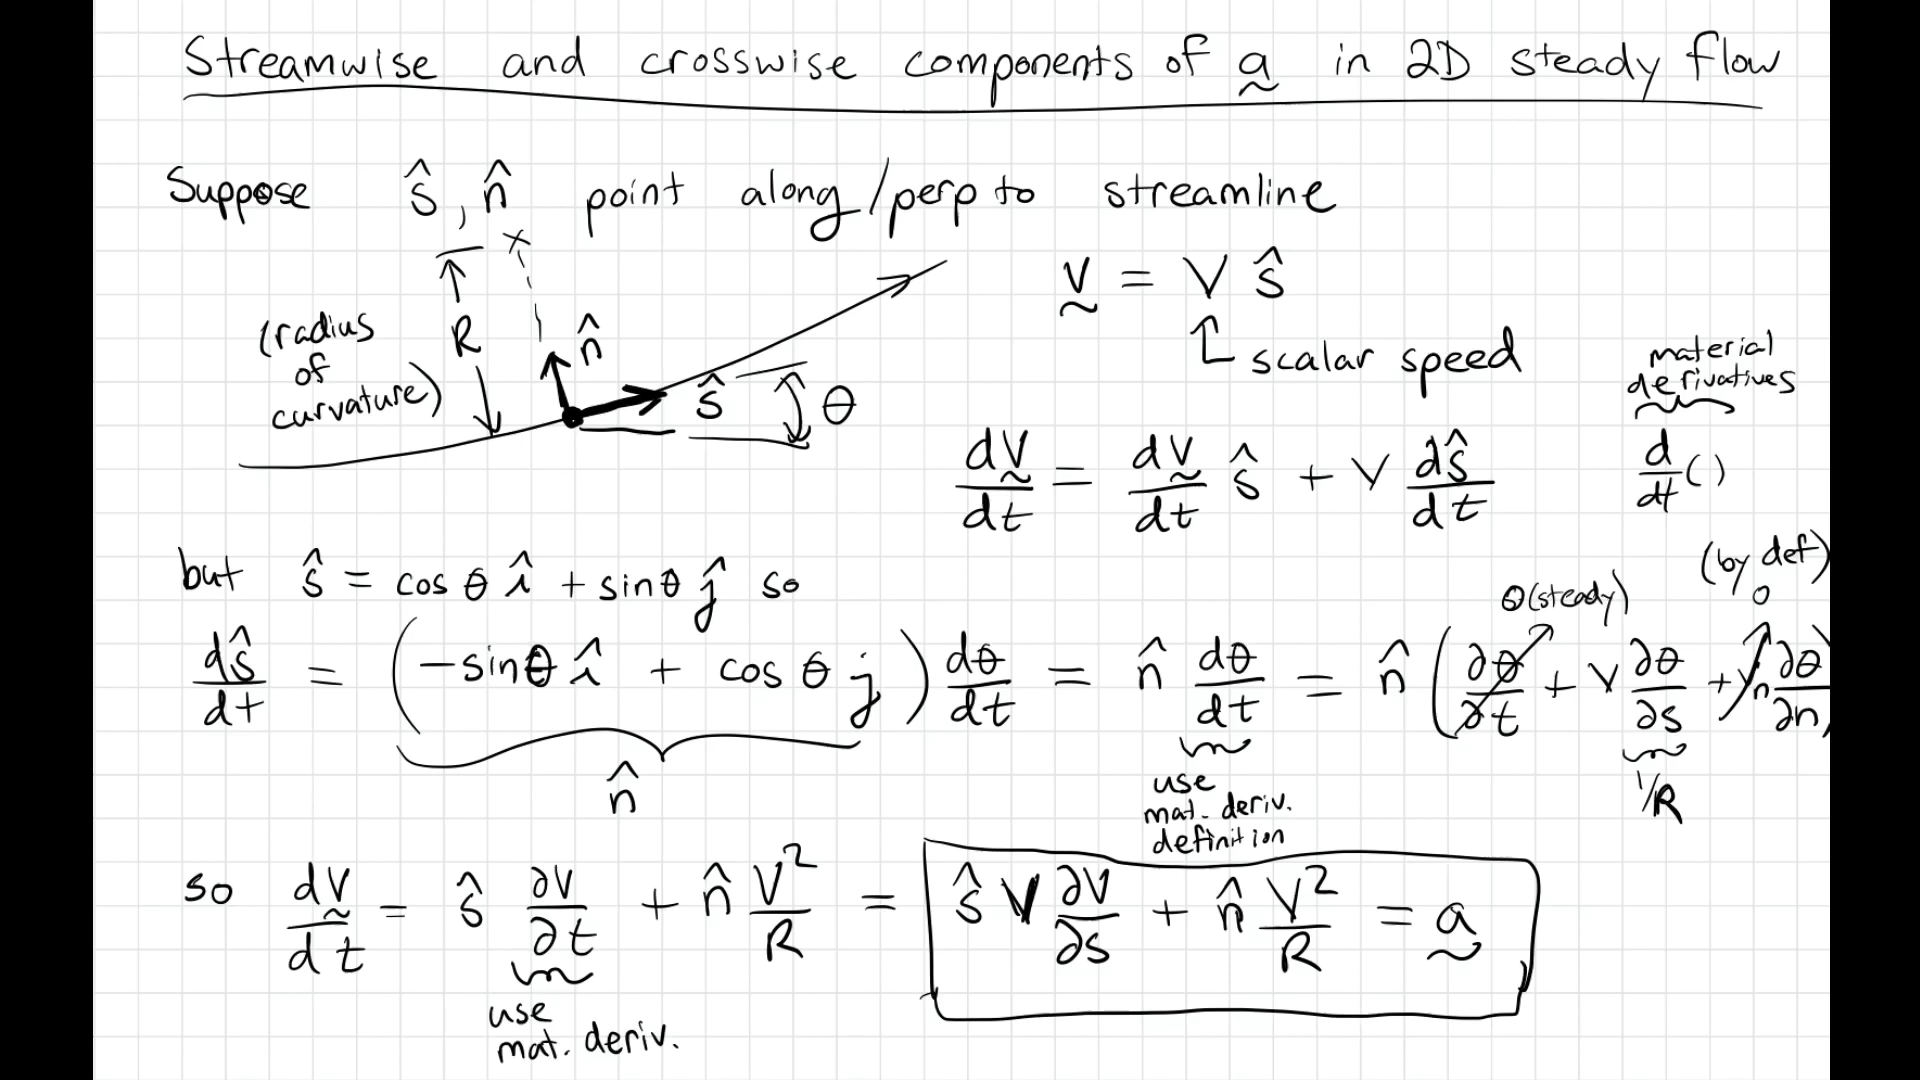 Streamwise and crosswise components of a̰ in 2D steady flow
Suppose ŝ, n̂ point along/perp to streamline
v̰ = V ŝ
scalar speed
(radius of curvature) R
n̂
ŝ
θ
material derivatives
dV̰/dt = dV̰/dt ŝ + V dŝ/dt
d/dt ( )
but ŝ = cos θ î + sin θ ĵ so
0 (steady)
(by def) 0
dŝ/dt = (-sin θ î + cos θ j) dθ/dt = n̂ dθ/dt = n̂ (∂θ/∂t + V ∂θ/∂s + Vn ∂θ/∂n)
n̂
use mat. deriv. definition
1/R
so dV̰/dt = ŝ ∂V/∂t + n̂ V²/R = ŝ V ∂V/∂s + n̂ V²/R = a̰
use mat. deriv.